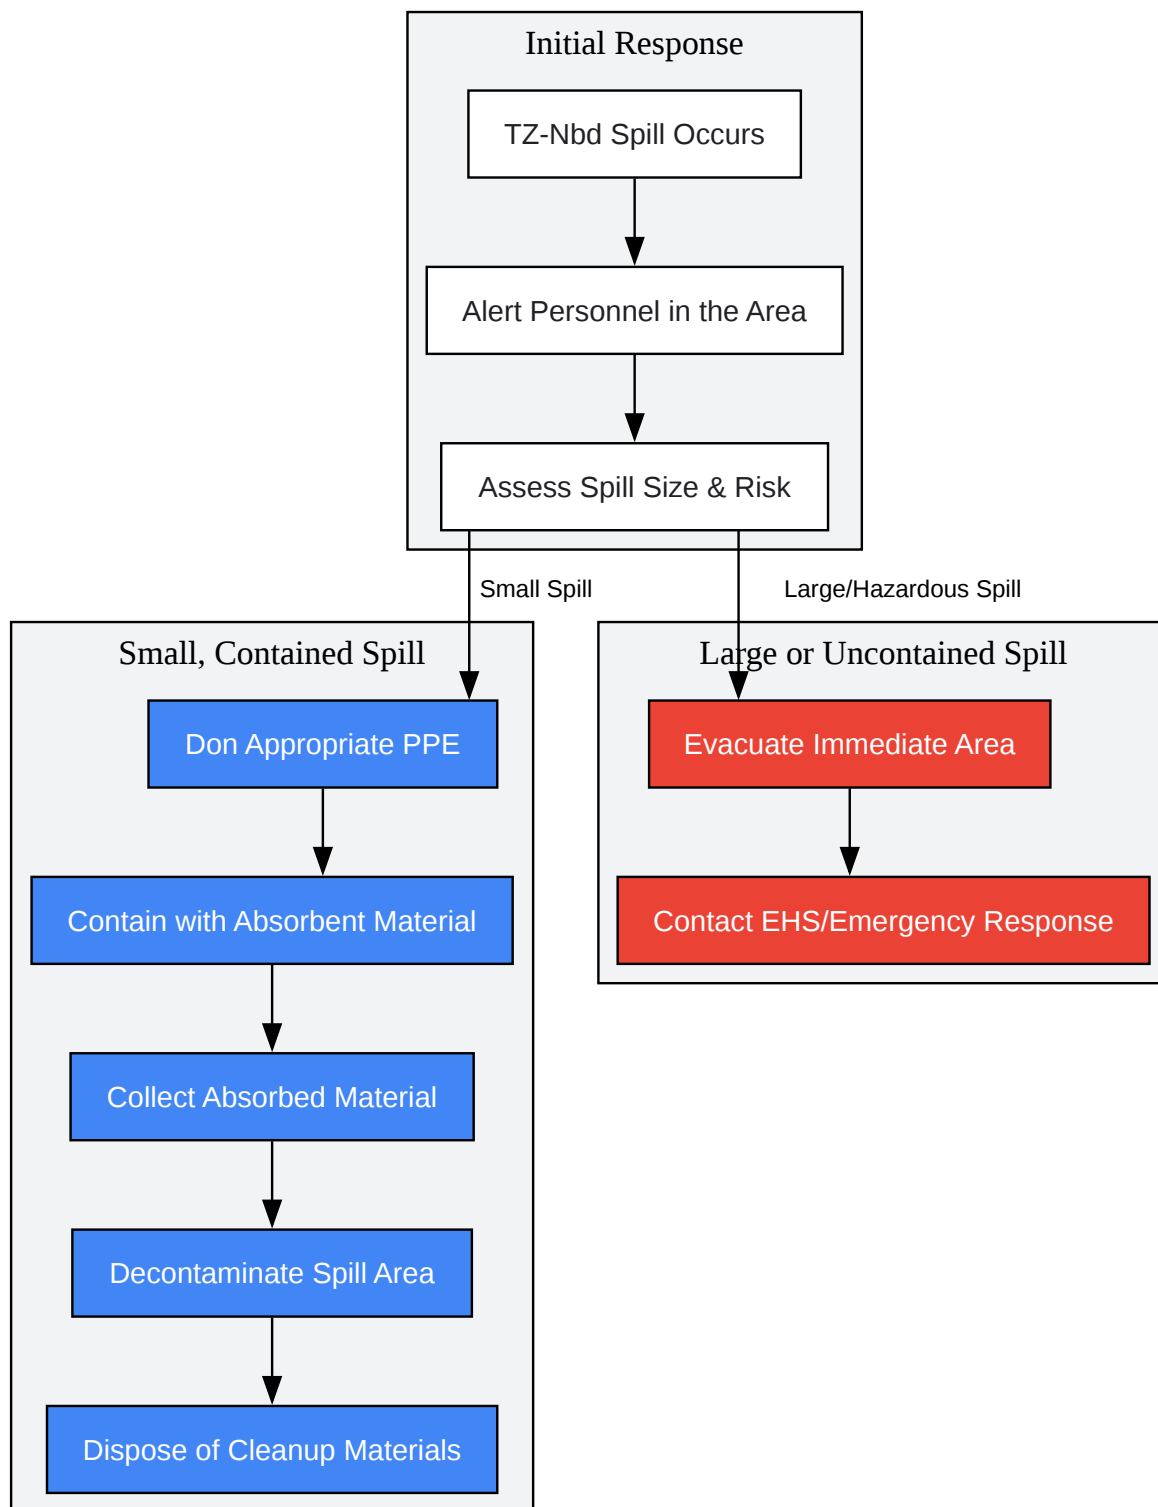 Initial Response
TZ-Nbd Spill Occurs
Alert Personnel in the Area
Assess Spill Size & Risk
Small Spill
Large/Hazardous Spill
Small, Contained Spill
Don Appropriate PPE
Contain with Absorbent Material
Collect Absorbed Material
Decontaminate Spill Area
Dispose of Cleanup Materials
Large or Uncontained Spill
Evacuate Immediate Area
Contact EHS/Emergency Response